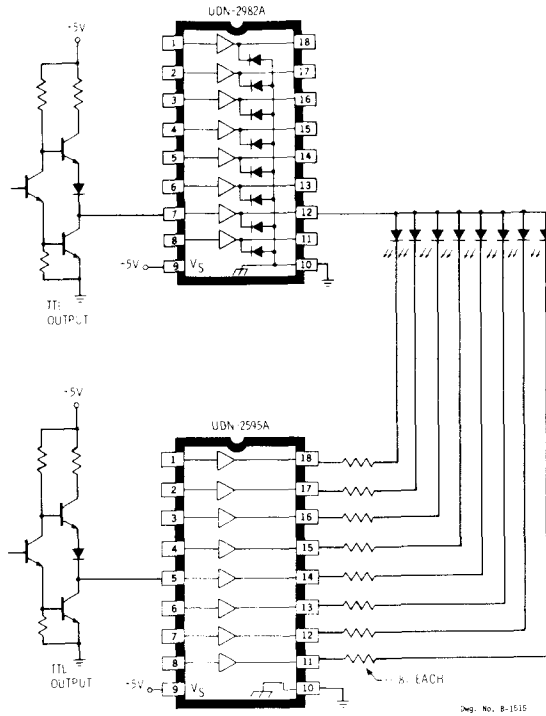 UDN-2982A
-5V
1 18
2 17
3 16
4 15
5 14
6 13
7 12
8 11
-5V 9 VS 10
TTL
OUTPUT
-5V
UDN-2595A
1 18
2 17
3 16
4 15
5 14
6 13
7 12
8 11
-5V 9 VS 10
TTL
OUTPUT
EACH
Dwg. No. B-1515